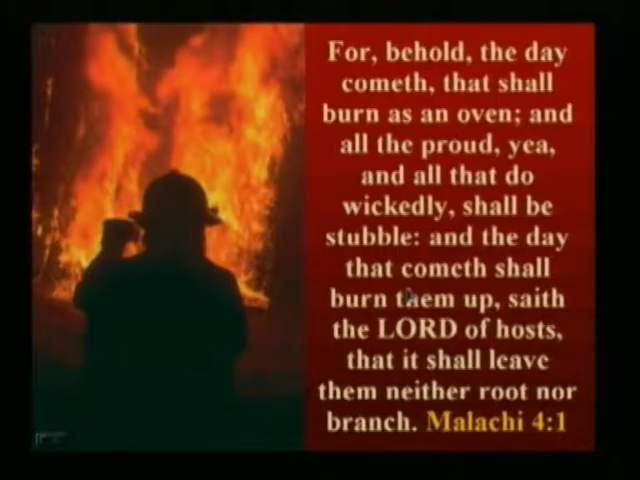 For, behold, the day
cometh, that shall
burn as an oven; and
all the proud, yea,
and all that do
wickedly, shall be
stubble: and the day
that cometh shall
burn them up, saith
the LORD of hosts,
that it shall leave
them neither root nor
branch. Malachi 4:1